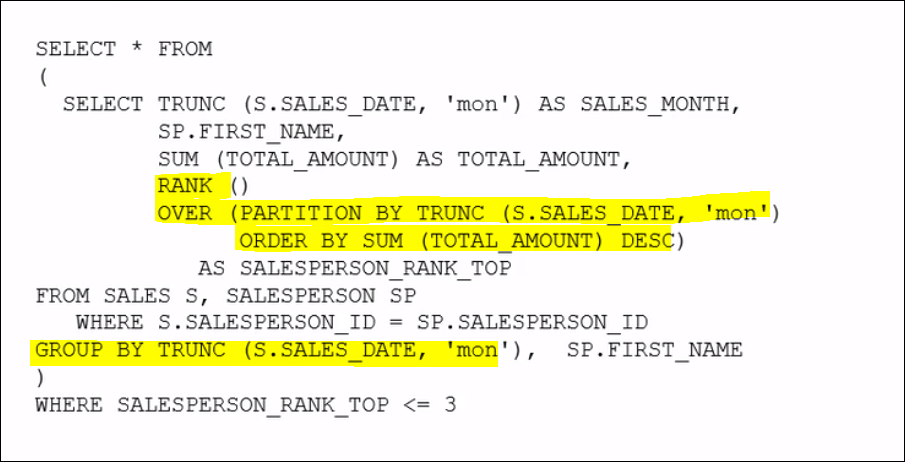 SELECT * FROM
(
SELECT TRUNC (S.SALES_DATE, 'mon') AS SALES_MONTH,
SP.FIRST_NAME,
SUM (TOTAL_AMOUNT) AS TOTAL_AMOUNT,
RANK ()
OVER (PARTITION BY TRUNC (S.SALES_DATE, 'mon')
ORDER BY SUM (TOTAL_AMOUNT) DESC)
AS SALESPERSON_RANK_TOP
FROM SALES S, SALESPERSON SP
WHERE S.SALESPERSON_ID = SP.SALESPERSON_ID
GROUP BY TRUNC (S.SALES_DATE, 'mon'), SP.FIRST_NAME
)
WHERE SALESPERSON_RANK_TOP <= 3